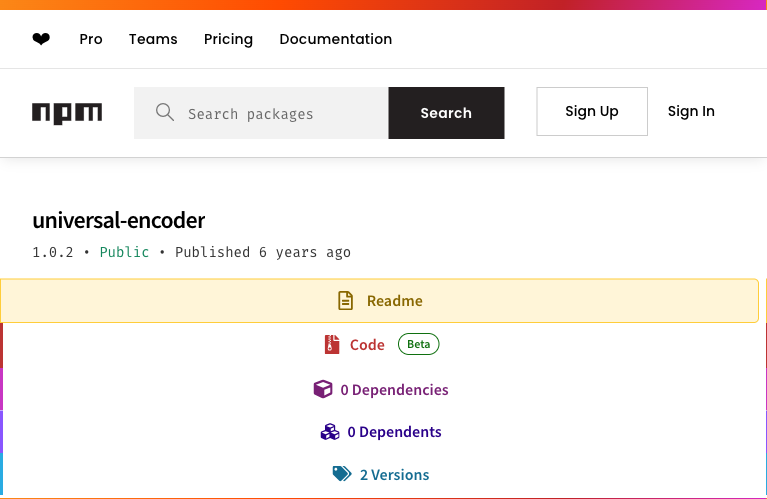 ❤
Pro Teams Pricing Documentation
npm
Search packages Search Sign Up Sign In
universal-encoder
1.0.2 • Public • Published 6 years ago
Readme
Code Beta
0 Dependencies
0 Dependents
2 Versions